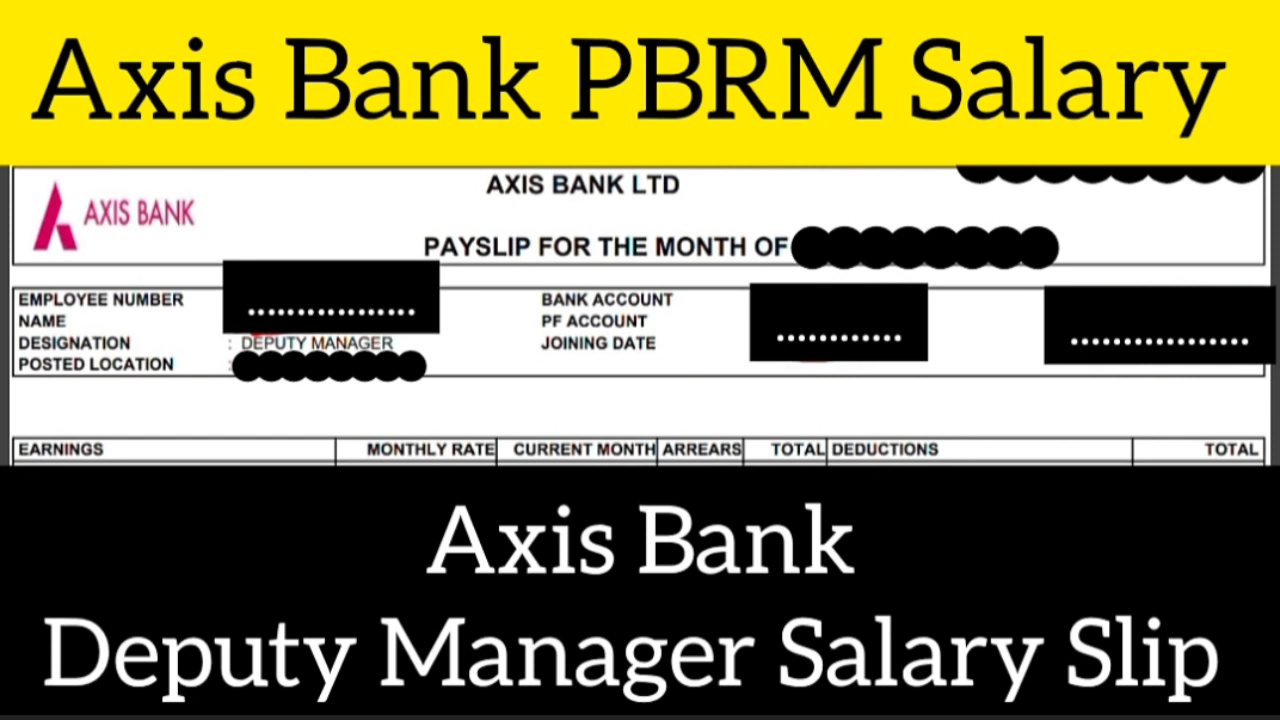 Axis Bank PBRM Salary
AXIS BANK
AXIS BANK LTD
PAYSLIP FOR THE MONTH OF
EMPLOYEE NUMBER BANK ACCOUNT
NAME PF ACCOUNT
DESIGNATION : DEPUTY MANAGER JOINING DATE
POSTED LOCATION :
EARNINGS MONTHLY RATE CURRENT MONTH ARREARS TOTAL DEDUCTIONS TOTAL
Axis Bank
Deputy Manager Salary Slip